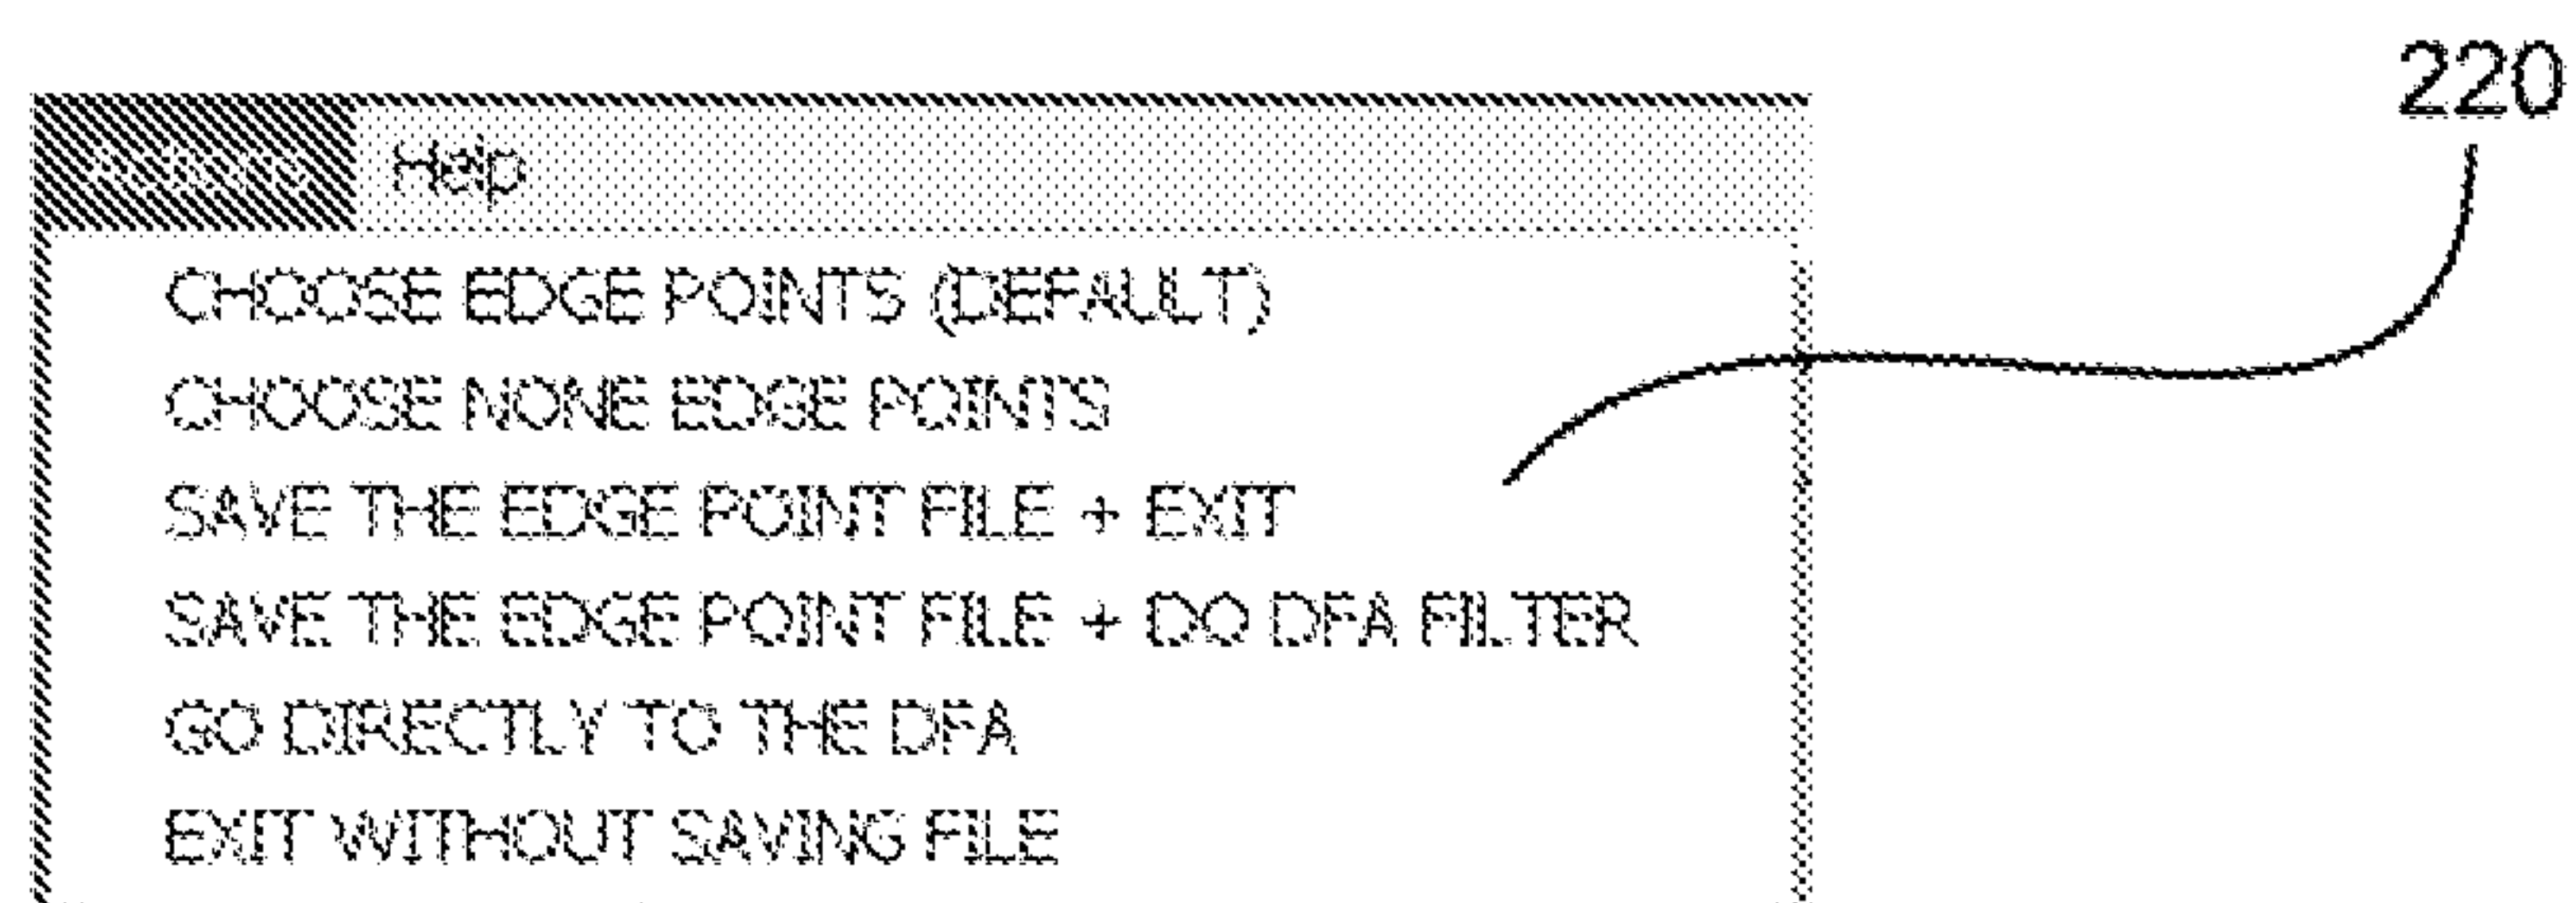 220
Help
CHOOSE EDGE POINTS (DEFAULT)
CHOOSE NONE EDGE POINTS
SAVE THE EDGE POINT FILE + EXIT
SAVE THE EDGE POINT FILE + DO DFA FILTER
GO DIRECTLY TO THE DFA
EXIT WITHOUT SAVING FILE